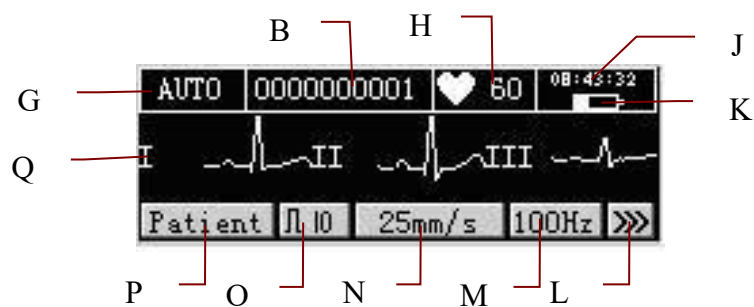 B H J
G AUTO 0000000001 60 08:43:32 K
Q I II III
Patient 10 25mm/s 100Hz >>>
P O N M L